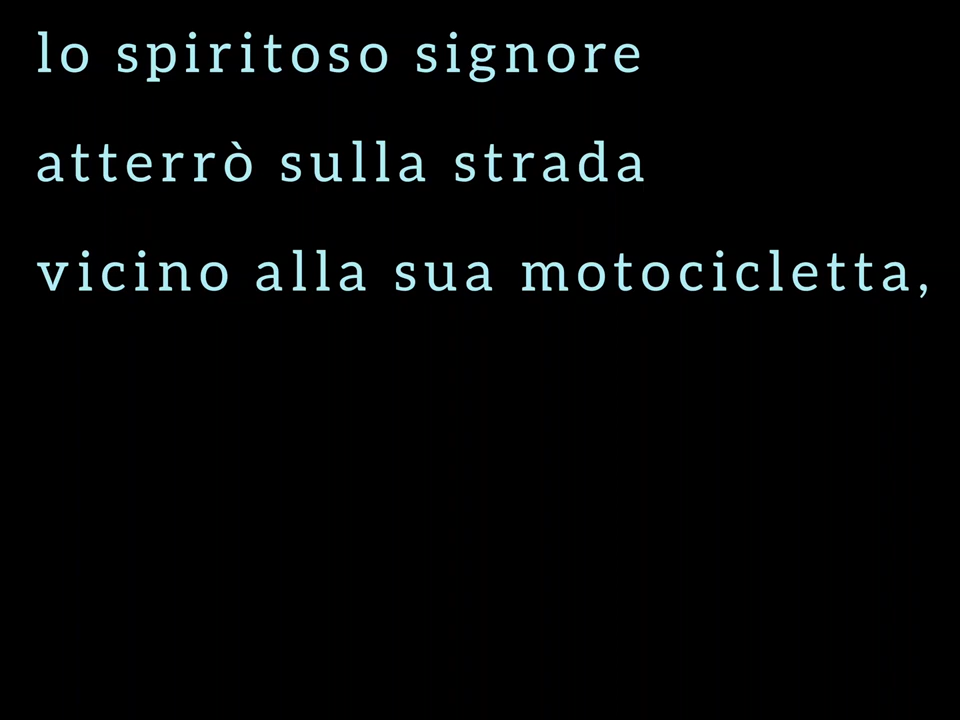 lo spiritoso signore
atterrò sulla strada
vicino alla sua motocicletta,